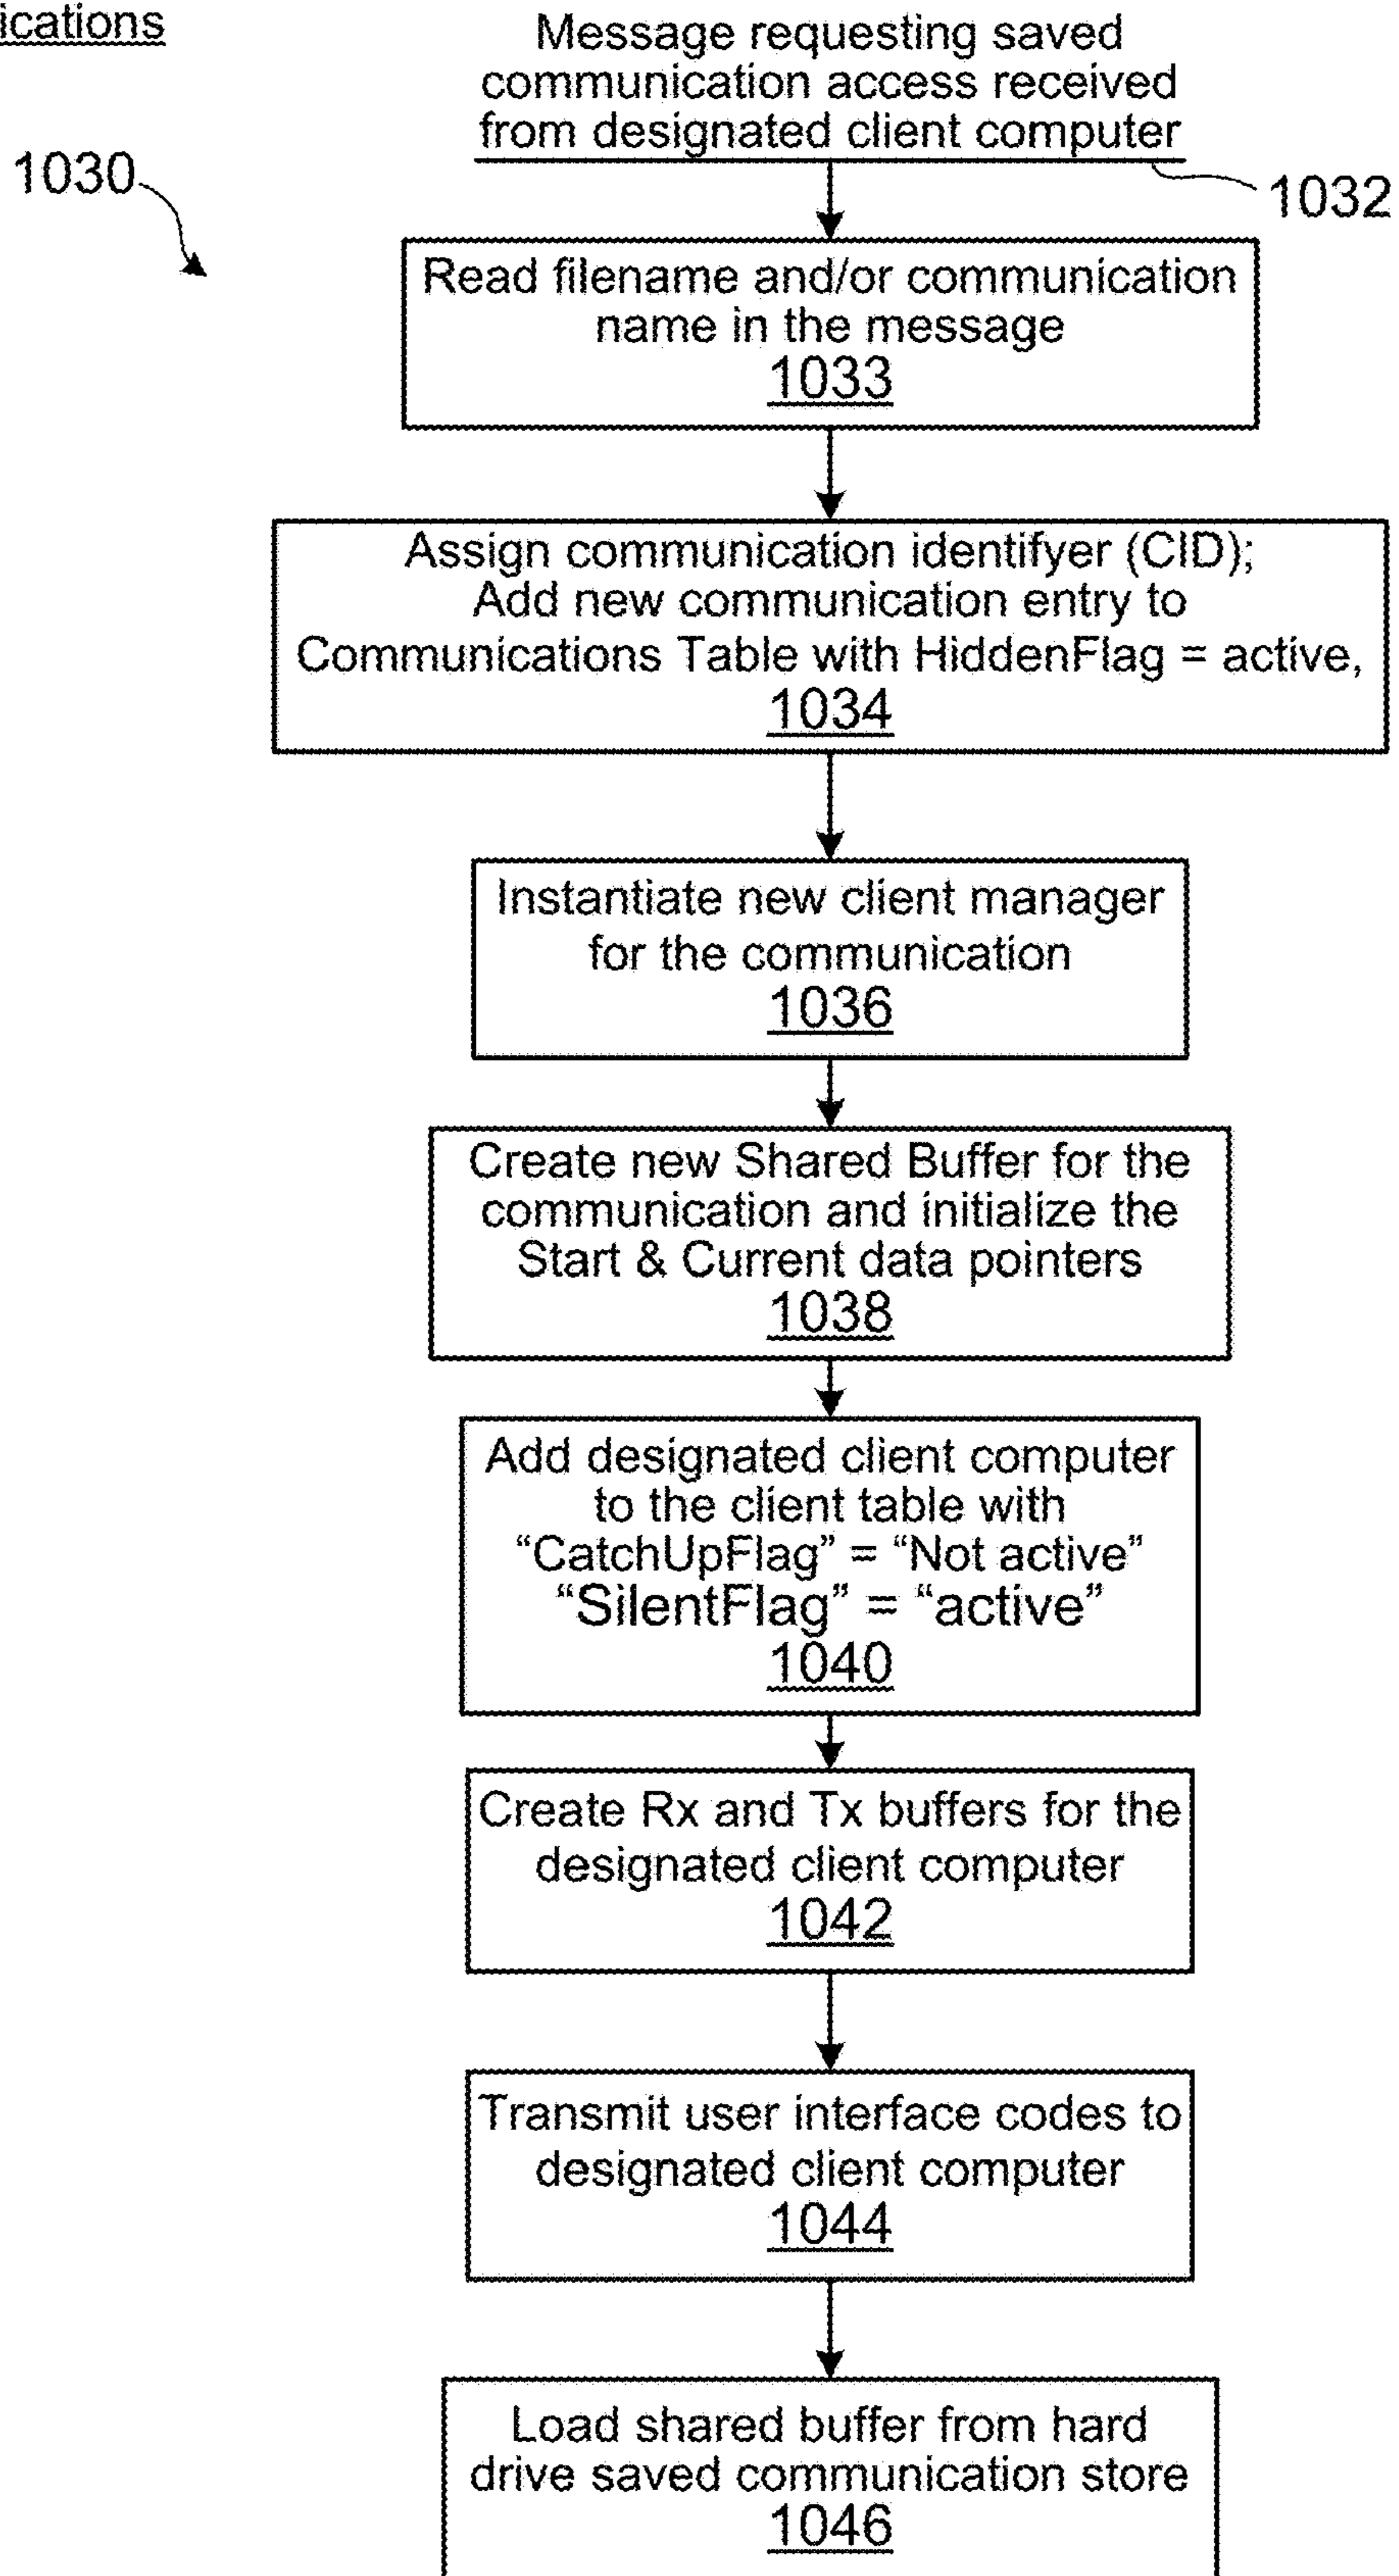 ications
Message requesting saved
communication access received
from designated client computer
1030
1032
Read filename and/or communication
name in the message
1033
Assign communication identifyer (CID);
Add new communication entry to
Communications Table with HiddenFlag = active,
1034
Instantiate new client manager
for the communication
1036
Create new Shared Buffer for the
communication and initialize the
Start & Current data pointers
1038
Add designated client computer
to the client table with
“CatchUpFlag” = “Not active”
“SilentFlag” = “active”
1040
Create Rx and Tx buffers for the
designated client computer
1042
Transmit user interface codes to
designated client computer
1044
Load shared buffer from hard
drive saved communication store
1046